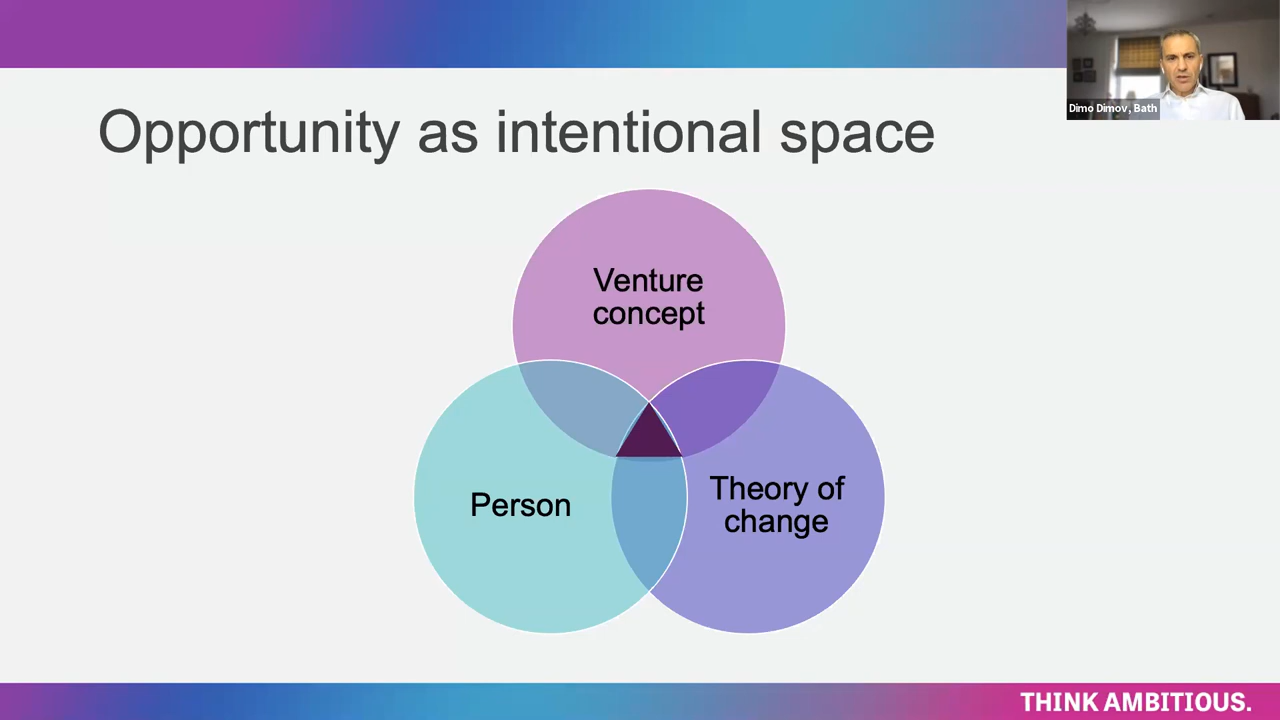 Dimo Dimov, Bath
Opportunity as intentional space
Venture
concept
Person
Theory of
change
THINK AMBITIOUS.